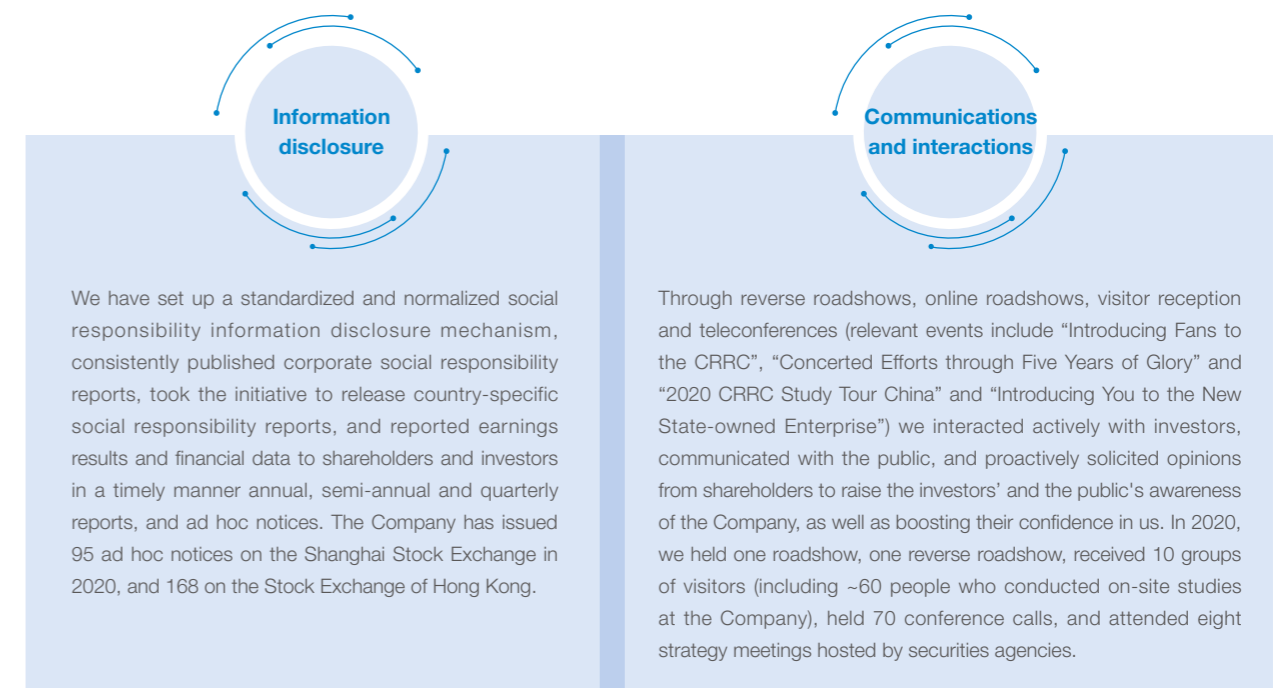 Information
disclosure
We have set up a standardized and normalized social
responsibility information disclosure mechanism,
consistently published corporate social responsibility
reports, took the initiative to release country-specific
social responsibility reports, and reported earnings
results and financial data to shareholders and investors
in a timely manner annual, semi-annual and quarterly
reports, and ad hoc notices. The Company has issued
95 ad hoc notices on the Shanghai Stock Exchange in
2020, and 168 on the Stock Exchange of Hong Kong.
Communications
and interactions
Through reverse roadshows, online roadshows, visitor reception
and teleconferences (relevant events include “Introducing Fans to
the CRRC”, “Concerted Efforts through Five Years of Glory” and
“2020 CRRC Study Tour China” and “Introducing You to the New
State-owned Enterprise”) we interacted actively with investors,
communicated with the public, and proactively solicited opinions
from shareholders to raise the investors’ and the public's awareness
of the Company, as well as boosting their confidence in us. In 2020,
we held one roadshow, one reverse roadshow, received 10 groups
of visitors (including ~60 people who conducted on-site studies
at the Company), held 70 conference calls, and attended eight
strategy meetings hosted by securities agencies.